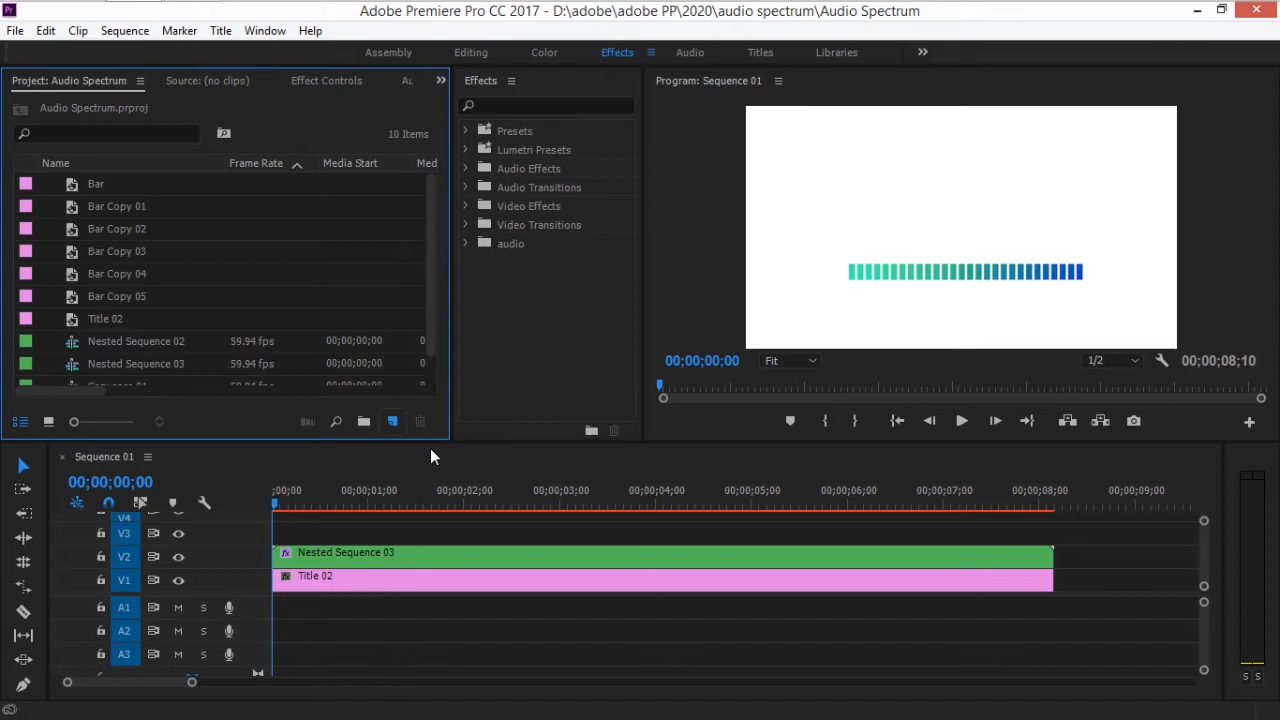 Pr
Adobe Premiere Pro CC 2017 - D:\adobe\adobe PP\2020\audio spectrum\Audio Spectrum
File Edit Clip Sequence Marker Title Window Help
Assembly Editing Color Effects Audio Titles Libraries
Project: Audio Spectrum Source: (no clips) Effect Controls
Audio Spectrum.prproj
10 Items
Name Frame Rate Media Start Med
Bar
Bar Copy 01
Bar Copy 02
Bar Copy 03
Bar Copy 04
Bar Copy 05
Title 02
Nested Sequence 02 59.94 fps 00;00;00;00 0
Nested Sequence 03 59.94 fps 00;00;00;00 0
Effects
Presets
Lumetri Presets
Audio Effects
Audio Transitions
Video Effects
Video Transitions
audio
Program: Sequence 01
00;00;00;00 Fit 1/2 00;00;08;10
Sequence 01
00;00;00;00
;00;00 00;00;01;00 00;00;02;00 00;00;03;00 00;00;04;00 00;00;05;00 00;00;06;00 00;00;07;00 00;00;08;00 00;00;09;00
V4
V3
V2 fx Nested Sequence 03
V1 fx Title 02
A1 M S
A2 M S
A3 M S
S S